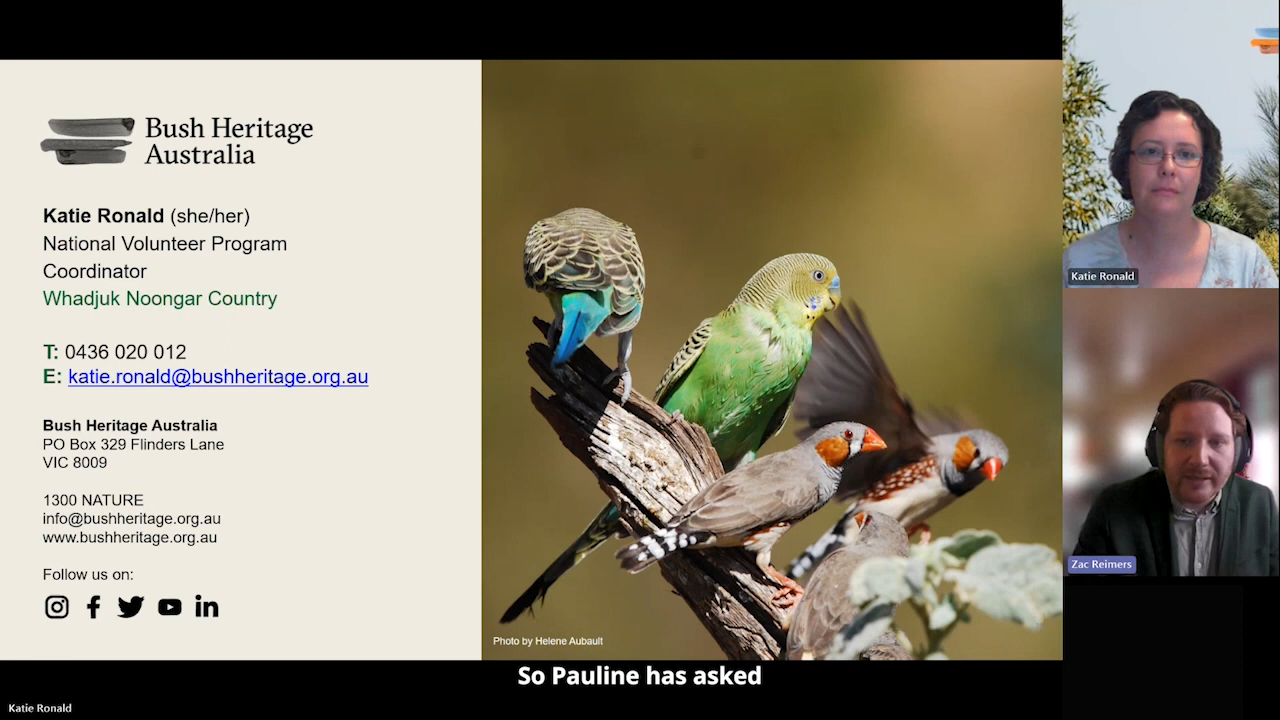 Bush Heritage
Australia
Katie Ronald (she/her)
National Volunteer Program
Coordinator
Whadjuk Noongar Country
T: 0436 020 012
E: katie.ronald@bushheritage.org.au
Bush Heritage Australia
PO Box 329 Flinders Lane
VIC 8009
1300 NATURE
info@bushheritage.org.au
www.bushheritage.org.au
Follow us on:
Photo by Helene Aubault
Katie Ronald
Zac Reimers
So Pauline has asked
Katie Ronald